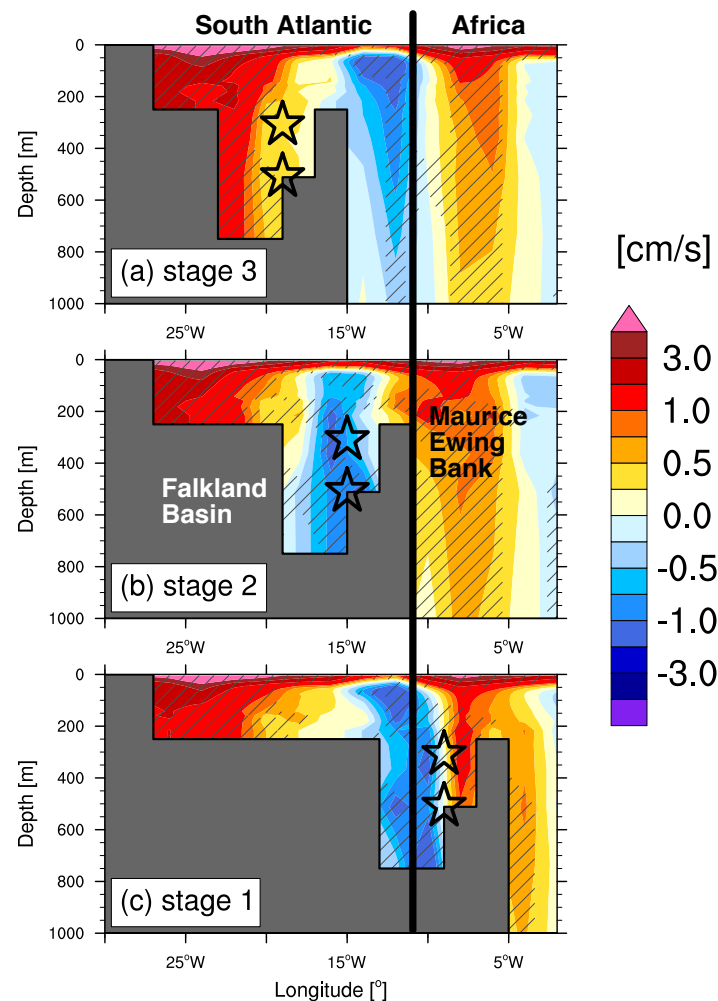 South Atlantic Africa
0
200
400
600
800
1000
Depth [m]
(a) stage 3
25°W 15°W 5°W
0
200
400
600
800
1000
Depth [m]
Maurice
Ewing
Bank
Falkland
Basin
(b) stage 2
25°W 15°W 5°W
0
200
400
600
800
1000
Depth [m]
(c) stage 1
25°W 15°W 5°W
Longitude [°]
[cm/s]
3.0
1.0
0.5
0.0
-0.5
-1.0
-3.0